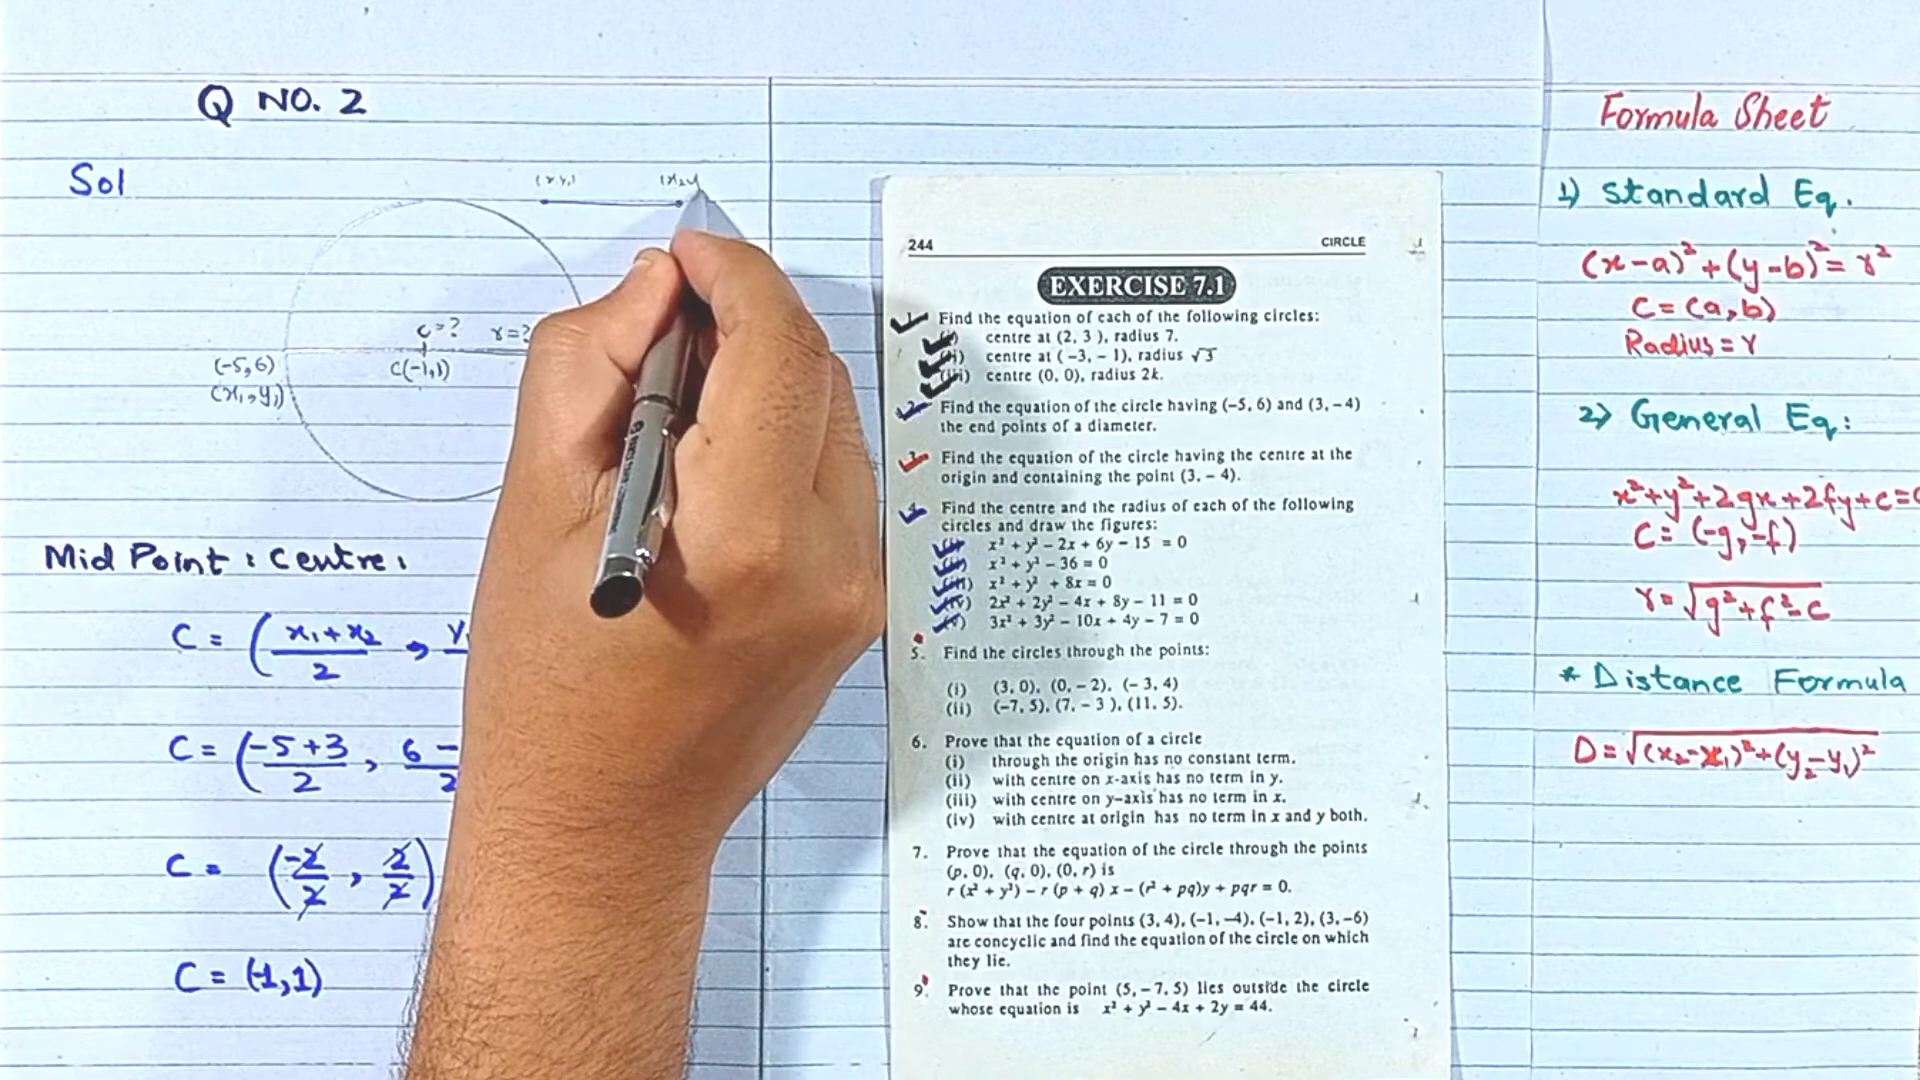 Q NO. 2
Sol
(x₂,y
c=? r=?
(-5,6)
C(-1,1)
(x₁,y₁)
Mid Point : Centre :
C = (x₁+x₂/2 ,
C = (-5+3/2 , 6 -/2
C = (-2/2 , 2/2)
C = (-1,1)
244 CIRCLE
EXERCISE 7.1
1. Find the equation of each of the following circles:
(i) centre at (2, 3 ), radius 7.
(ii) centre at ( -3, - 1), radius √3
(iii) centre (0, 0), radius 2k.
2. Find the equation of the circle having (-5, 6) and (3, - 4)
the end points of a diameter.
3. Find the equation of the circle having the centre at the
origin and containing the point (3, - 4).
4. Find the centre and the radius of each of the following
circles and draw the figures:
(i) x² + y² - 2x + 6y - 15 = 0
(ii) x² + y² - 36 = 0
(iii) x² + y² + 8x = 0
(iv) 2x² + 2y² - 4x + 8y - 11 = 0
(v) 3x² + 3y² - 10x + 4y - 7 = 0
5. Find the circles through the points:
(i) (3, 0), (0, - 2), (- 3, 4)
(ii) (-7, 5), (7, - 3 ), (11, 5).
6. Prove that the equation of a circle
(i) through the origin has no constant term.
(ii) with centre on x-axis has no term in y.
(iii) with centre on y-axis has no term in x.
(iv) with centre at origin has no term in x and y both.
7. Prove that the equation of the circle through the points
(p, 0), (q, 0), (0, r) is
r (x² + y²) - r (p + q) x - (r² + pq)y + pqr = 0.
8. Show that the four points (3, 4), (-1, -4), (-1, 2), (3, -6)
are concyclic and find the equation of the circle on which
they lie.
9. Prove that the point (5, - 7, 5) lies outside the circle
whose equation is x² + y² - 4x + 2y = 44.
Formula Sheet
1) Standard Eq.
(x-a)²+(y-b)²=r²
C=(a,b)
Radius=r
2) General Eq:
x²+y²+2gx+2fy+c=0
C=(-g,-f)
r=√g²+f²-c
* Distance Formula
D=√(x₂-x₁)²+(y₂-y₁)²